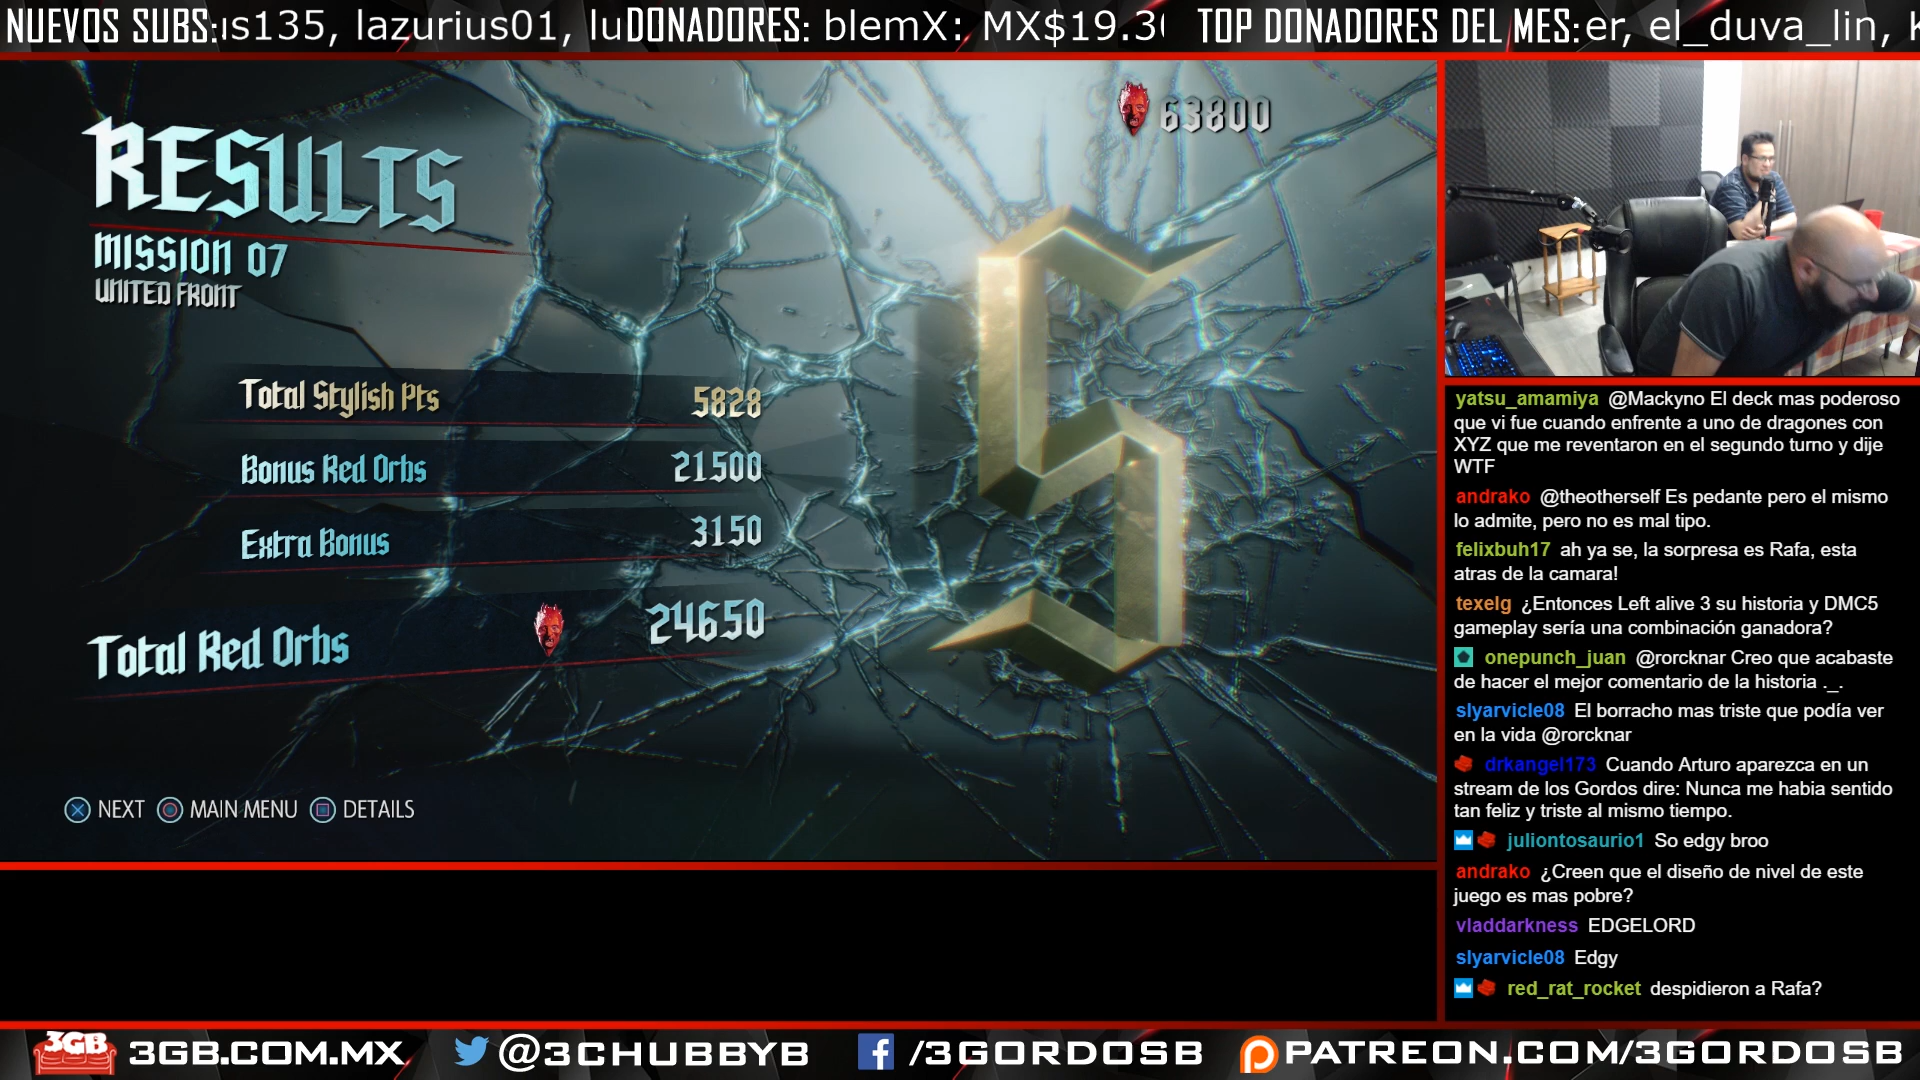 NUEVOS SUBS: us135, lazurius01, lu DONADORES: blemX: MX$19.30 TOP DONADORES DEL MES: er, el_duva_lin, K
63800
RESULTS
MISSION 07
UNITED FRONT
Total Stylish Pts 5828
Bonus Red Orbs 21500
Extra Bonus 3150
Total Red Orbs 24650
S
NEXT MAIN MENU DETAILS
yatsu_amamiya @Mackyno El deck mas poderoso
que vi fue cuando enfrente a uno de dragones con
XYZ que me reventaron en el segundo turno y dije
WTF
andrako @theotherself Es pedante pero el mismo
lo admite, pero no es mal tipo.
felixbuh17 ah ya se, la sorpresa es Rafa, esta
atras de la camara!
texelg ¿Entonces Left alive 3 su historia y DMC5
gameplay sería una combinación ganadora?
onepunch_juan @rorcknar Creo que acabaste
de hacer el mejor comentario de la historia ._.
slyarvicle08 El borracho mas triste que podía ver
en la vida @rorcknar
drkangel173 Cuando Arturo aparezca en un
stream de los Gordos dire: Nunca me habia sentido
tan feliz y triste al mismo tiempo.
juliontosaurio1 So edgy broo
andrako ¿Creen que el diseño de nivel de este
juego es mas pobre?
vladdarkness EDGELORD
slyarvicle08 Edgy
red_rat_rocket despidieron a Rafa?
3GB 3GB.COM.MX @3CHUBBYB /3GORDOSB PATREON.COM/3GORDOSB